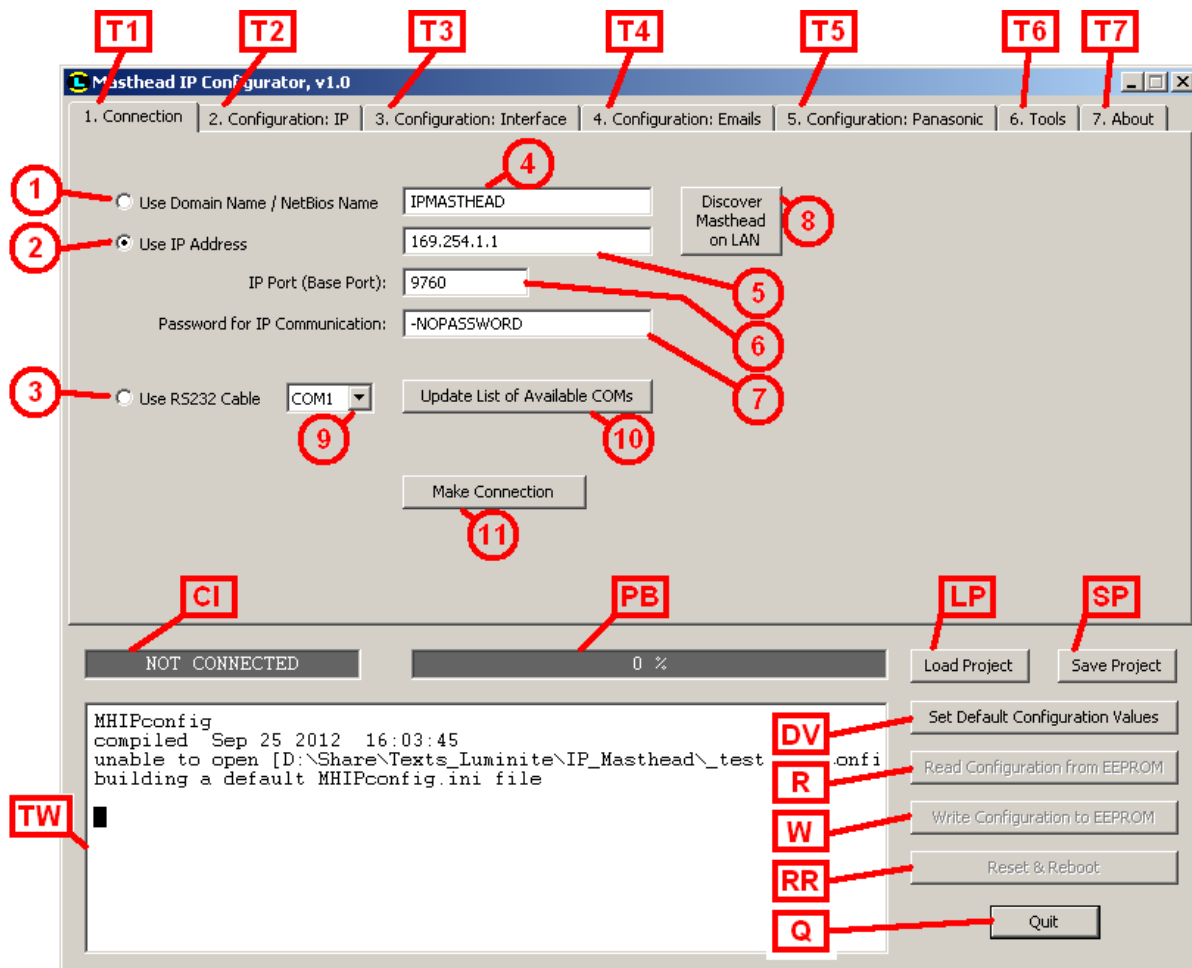 T1 T2 T3 T4 T5 T6 T7
Masthead IP Configurator, v1.0
1. Connection 2. Configuration: IP 3. Configuration: Interface 4. Configuration: Emails 5. Configuration: Panasonic 6. Tools 7. About
4
1 Use Domain Name / NetBios Name IPMASTHEAD Discover Masthead on LAN 8
2 Use IP Address 169.254.1.1
5
IP Port (Base Port): 9760
6
Password for IP Communication: -NOPASSWORD
7
3 Use RS232 Cable COM1 Update List of Available COMs
9 10
Make Connection
11
CI PB LP SP
NOT CONNECTED 0 % Load Project Save Project
MHIPconfig
compiled Sep 25 2012 16:03:45
unable to open [D:\Share\Texts_Luminite\IP_Masthead\_test onfi
building a default MHIPconfig.ini file
TW
DV Set Default Configuration Values
R Read Configuration from EEPROM
W Write Configuration to EEPROM
RR Reset & Reboot
Q Quit